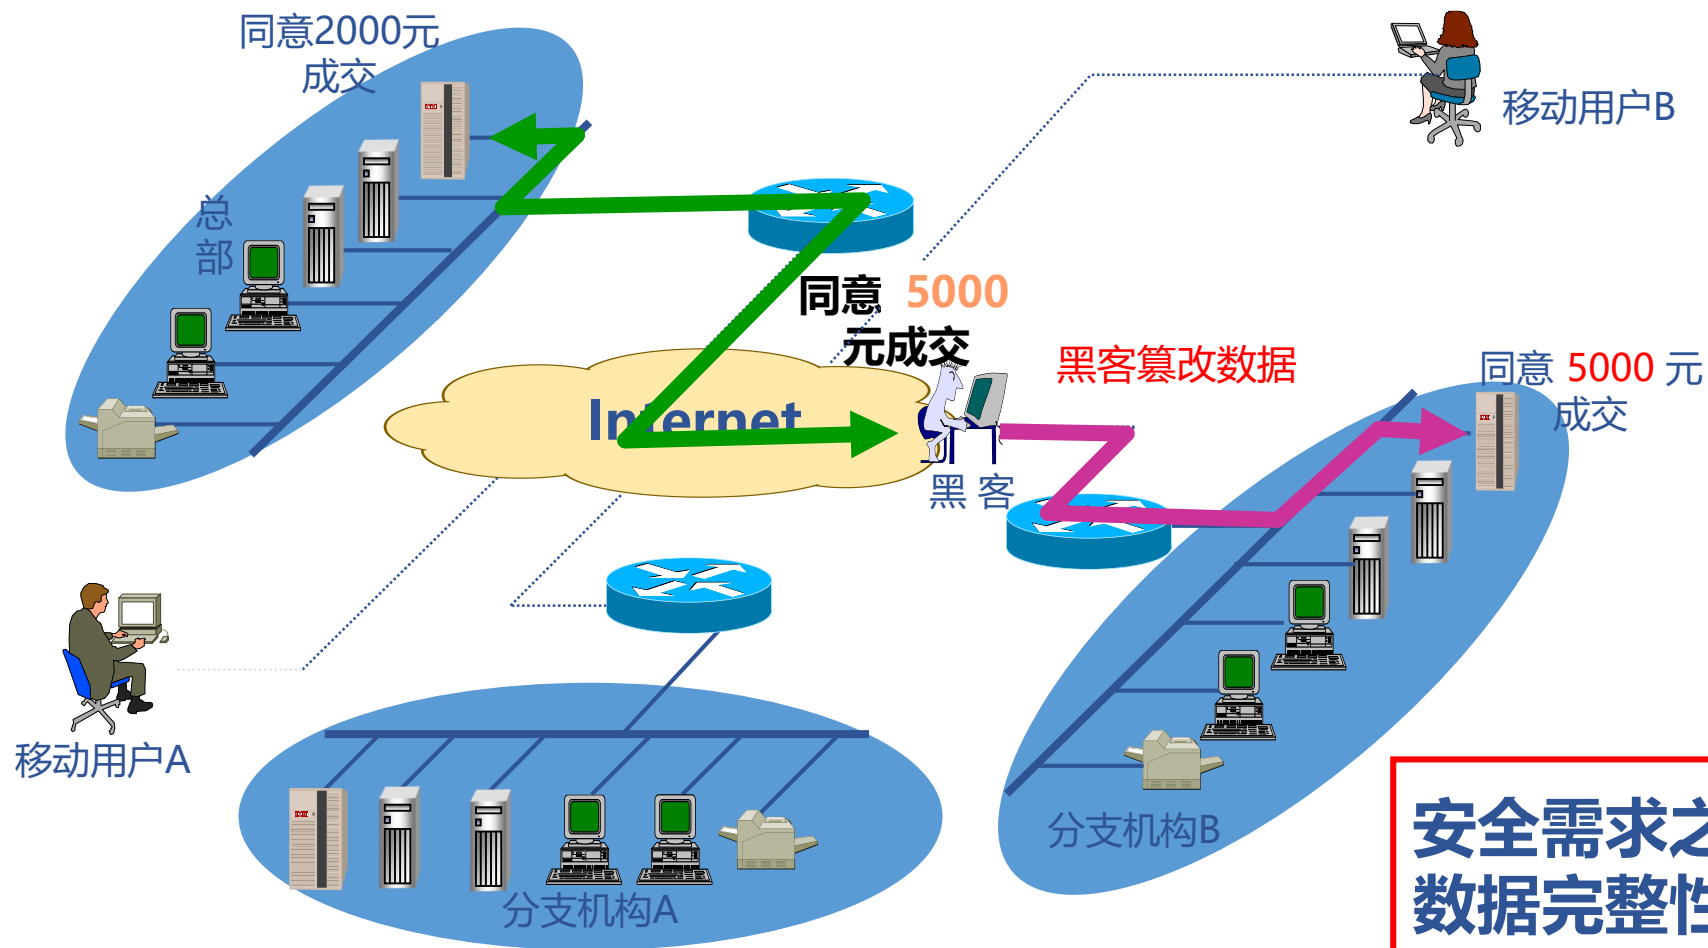 同意2000元
成交
移动用户B
总
部
同意 5000
元成交
黑客篡改数据
同意 5000 元
成交
Internet
黑 客
移动用户A
分支机构B
分支机构A
安全需求之
数据完整性